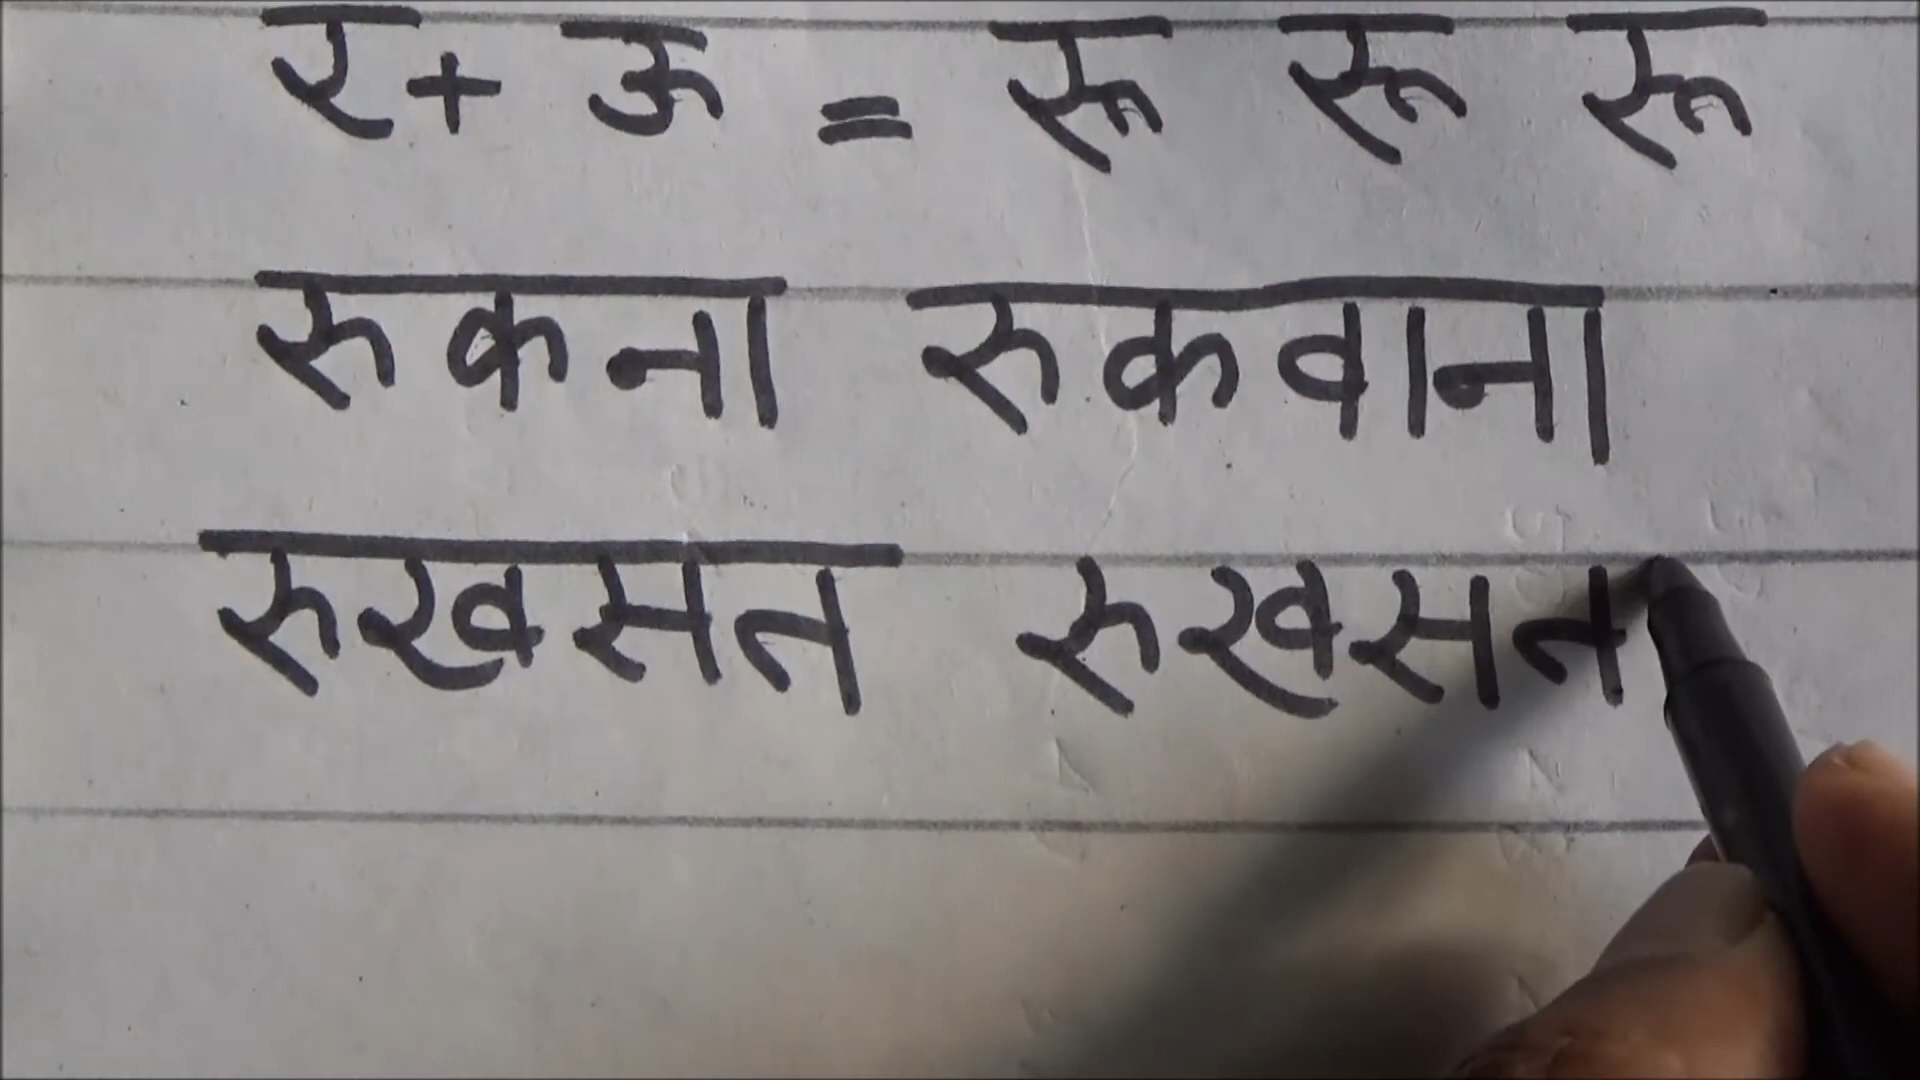 र + ऊ = रू रू रू
रुकना रुकवाना
रुखसत रुखसत